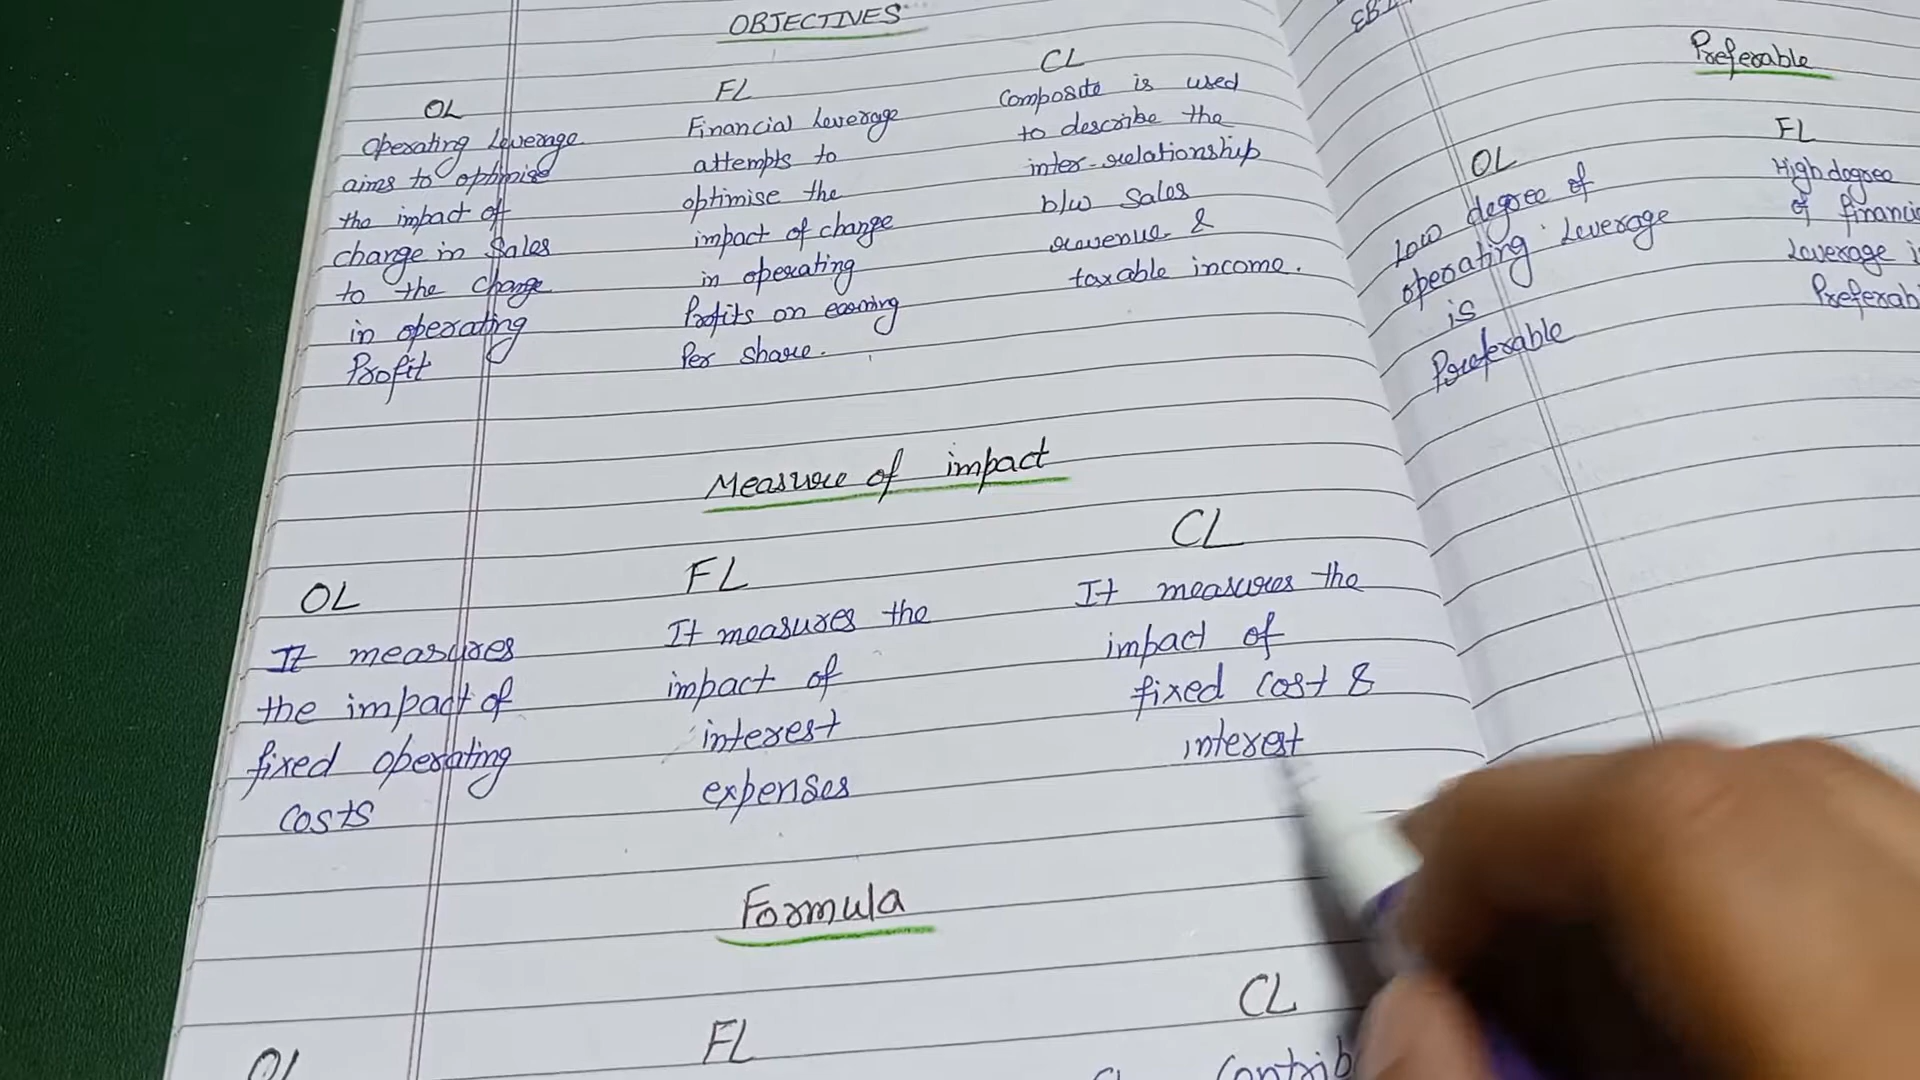 OBJECTIVES
OL
Operating Leverage
aims to optimise
the impact of
change in Sales
to the change
in operating
Profit
FL
Financial Leverage
attempts to
optimise the
impact of change
in operating
Profits on earning
Per share.
CL
Composite is used
to describe the
inter-relationship
b/w Sales
revenue &
taxable income.
Measure of impact
OL
It measures
the impact of
fixed operating
costs
FL
It measures the
impact of
interest
expenses
CL
It measures the
impact of
fixed cost &
interest
Formula
OL
FL
CL
Preferable
OL
Low degree of
operating Leverage
is
Preferable
FL
High degree
of
Leverage